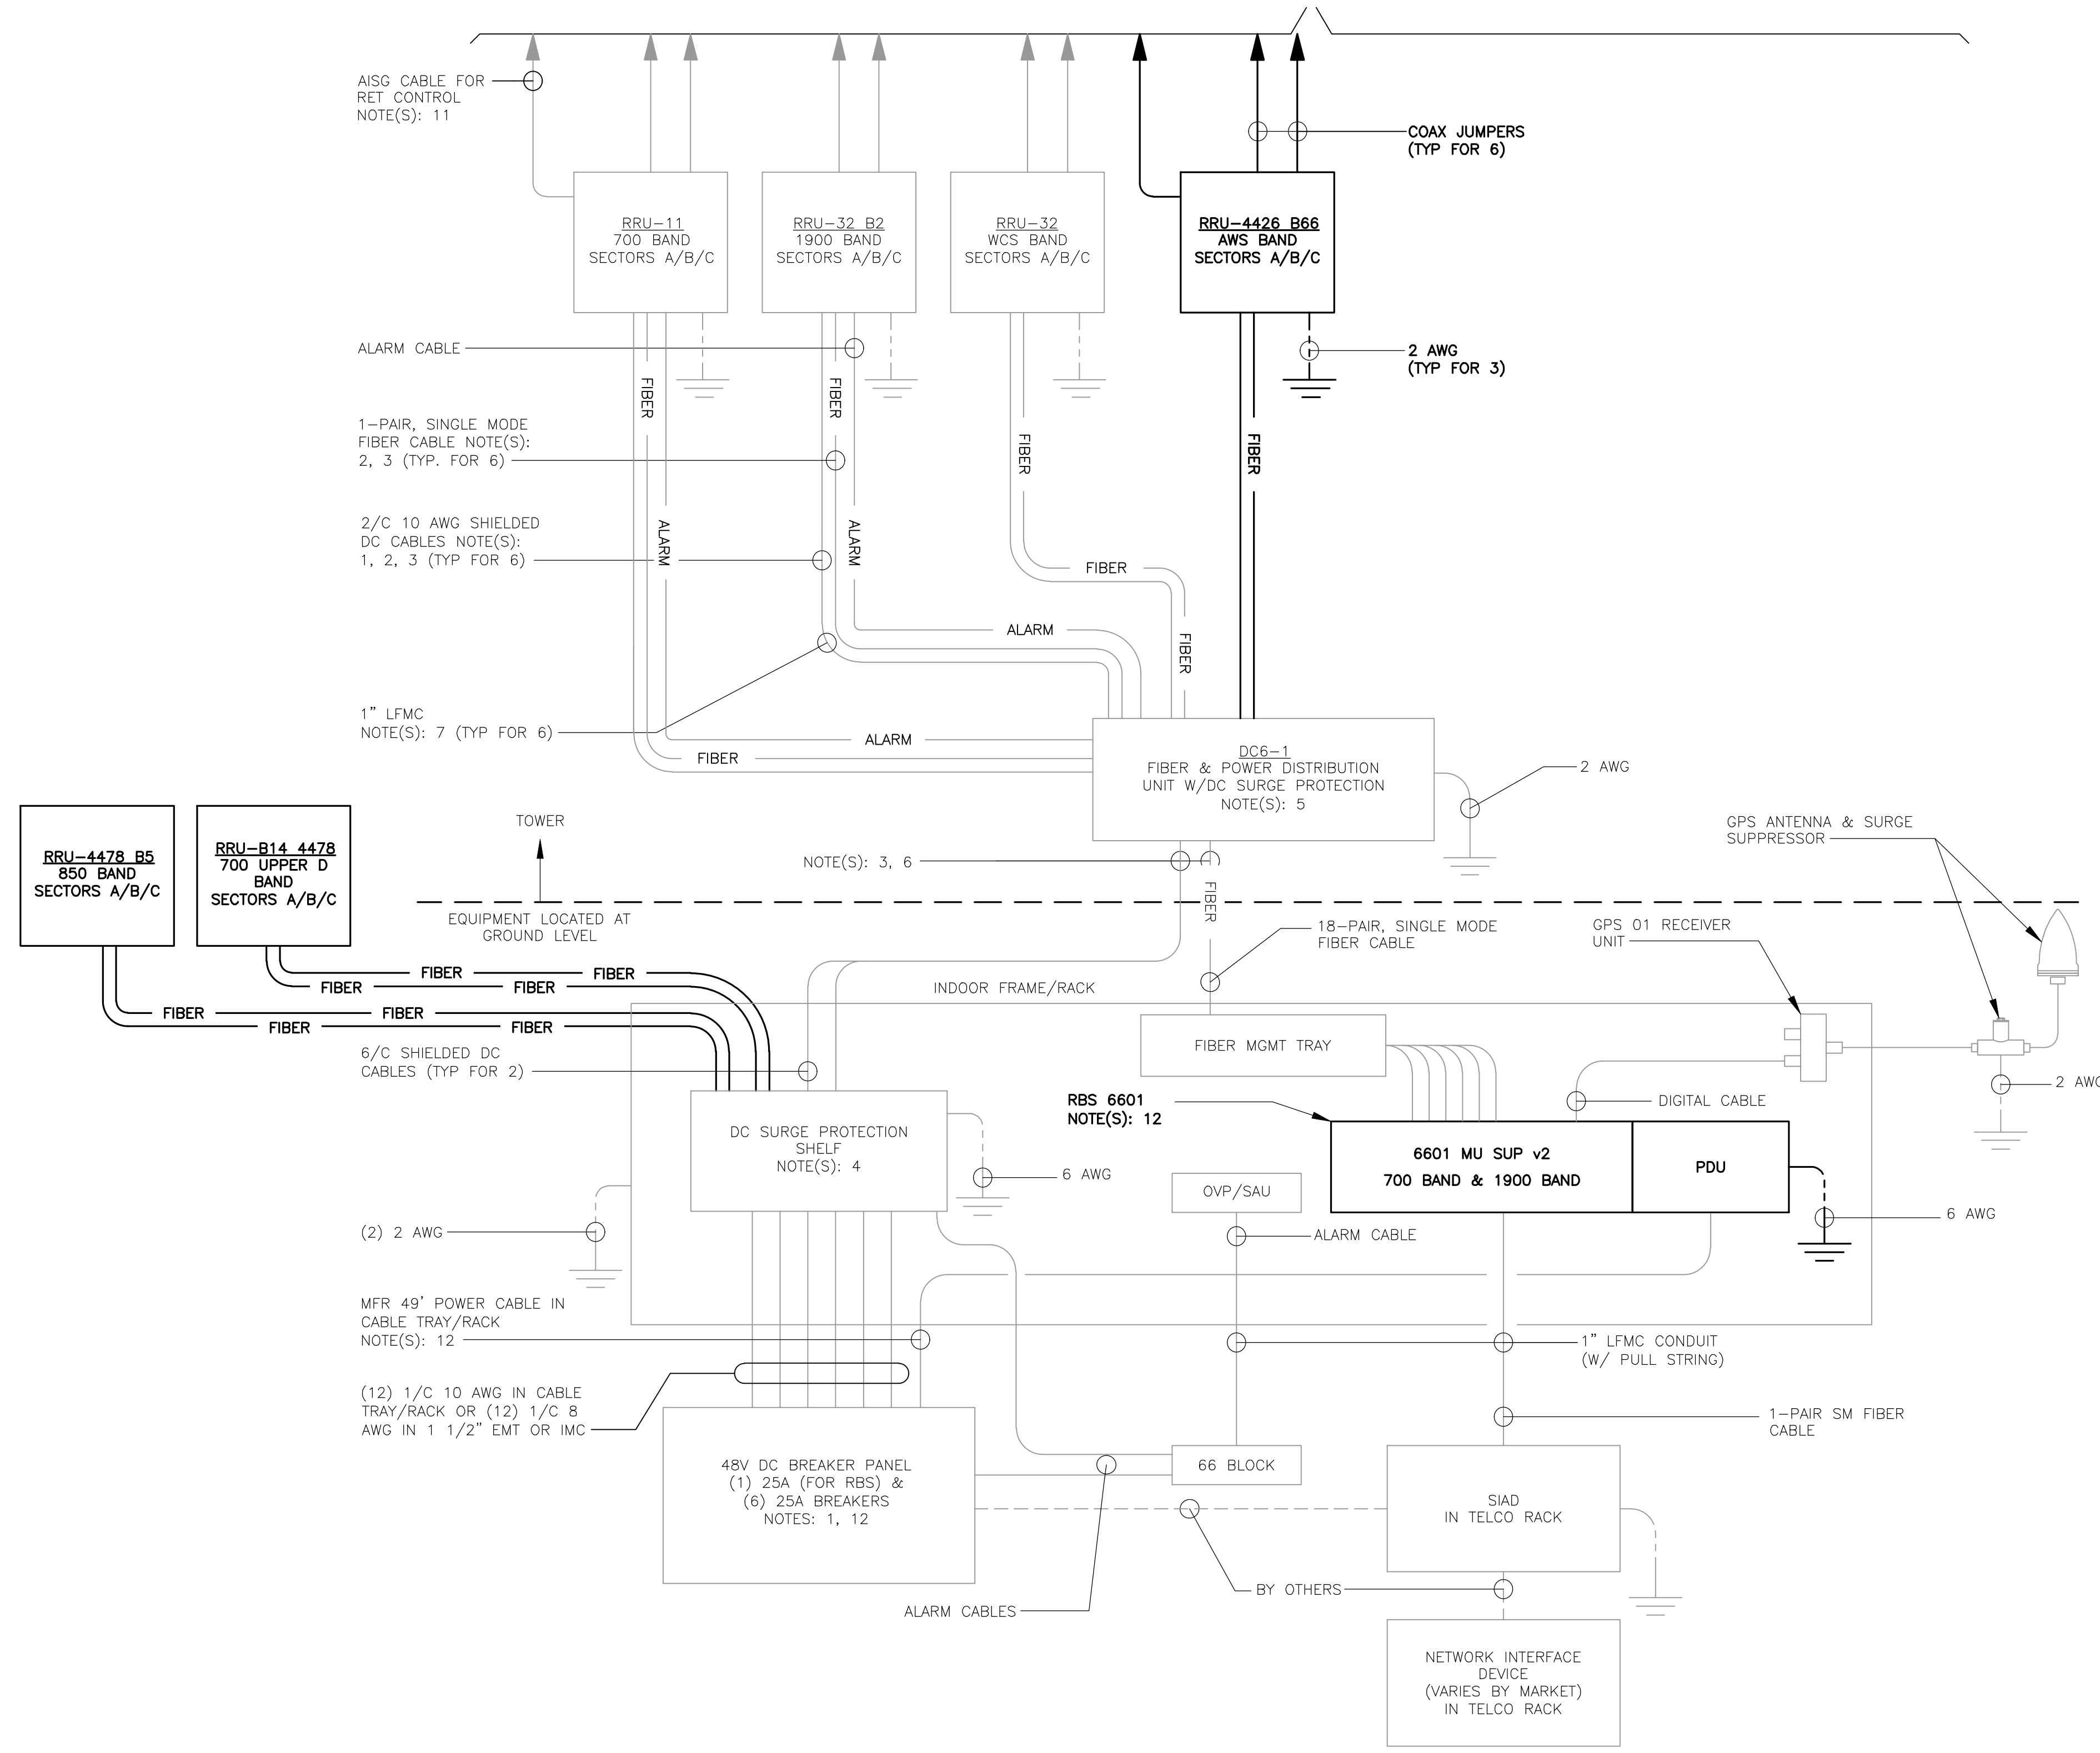 AISG CABLE FOR
RET CONTROL
NOTE(S): 11
COAX JUMPERS
(TYP FOR 6)
RRU-11
700 BAND
SECTORS A/B/C
RRU-32 B2
1900 BAND
SECTORS A/B/C
RRU-32
WCS BAND
SECTORS A/B/C
RRU-4426 B66
AWS BAND
SECTORS A/B/C
ALARM CABLE
2 AWG
(TYP FOR 3)
FIBER
FIBER
FIBER
FIBER
1-PAIR, SINGLE MODE
FIBER CABLE NOTE(S):
2, 3 (TYP. FOR 6)
2/C 10 AWG SHIELDED
DC CABLES NOTE(S):
1, 2, 3 (TYP FOR 6)
ALARM
ALARM
FIBER
ALARM
FIBER
1" LFMC
NOTE(S): 7 (TYP FOR 6)
ALARM
FIBER
DC6-1
FIBER & POWER DISTRIBUTION
UNIT W/DC SURGE PROTECTION
NOTE(S): 5
2 AWG
TOWER
GPS ANTENNA & SURGE
SUPPRESSOR
RRU-4478 B5
850 BAND
SECTORS A/B/C
RRU-B14 4478
700 UPPER D
BAND
SECTORS A/B/C
NOTE(S): 3, 6
FIBER
EQUIPMENT LOCATED AT
GROUND LEVEL
18-PAIR, SINGLE MODE
FIBER CABLE
GPS 01 RECEIVER
UNIT
FIBER
FIBER
FIBER
FIBER
INDOOR FRAME/RACK
FIBER
FIBER
FIBER
FIBER
6/C SHIELDED DC
CABLES (TYP FOR 2)
FIBER MGMT TRAY
2 AWG
RBS 6601
NOTE(S): 12
DIGITAL CABLE
DC SURGE PROTECTION
SHELF
NOTE(S): 4
6601 MU SUP v2
700 BAND & 1900 BAND
PDU
6 AWG
OVP/SAU
6 AWG
(2) 2 AWG
ALARM CABLE
MFR 49' POWER CABLE IN
CABLE TRAY/RACK
NOTE(S): 12
1" LFMC CONDUIT
(W/ PULL STRING)
(12) 1/C 10 AWG IN CABLE
TRAY/RACK OR (12) 1/C 8
AWG IN 1 1/2" EMT OR IMC
1-PAIR SM FIBER
CABLE
48V DC BREAKER PANEL
(1) 25A (FOR RBS) &
(6) 25A BREAKERS
NOTES: 1, 12
66 BLOCK
SIAD
IN TELCO RACK
BY OTHERS
ALARM CABLES
NETWORK INTERFACE
DEVICE
(VARIES BY MARKET)
IN TELCO RACK